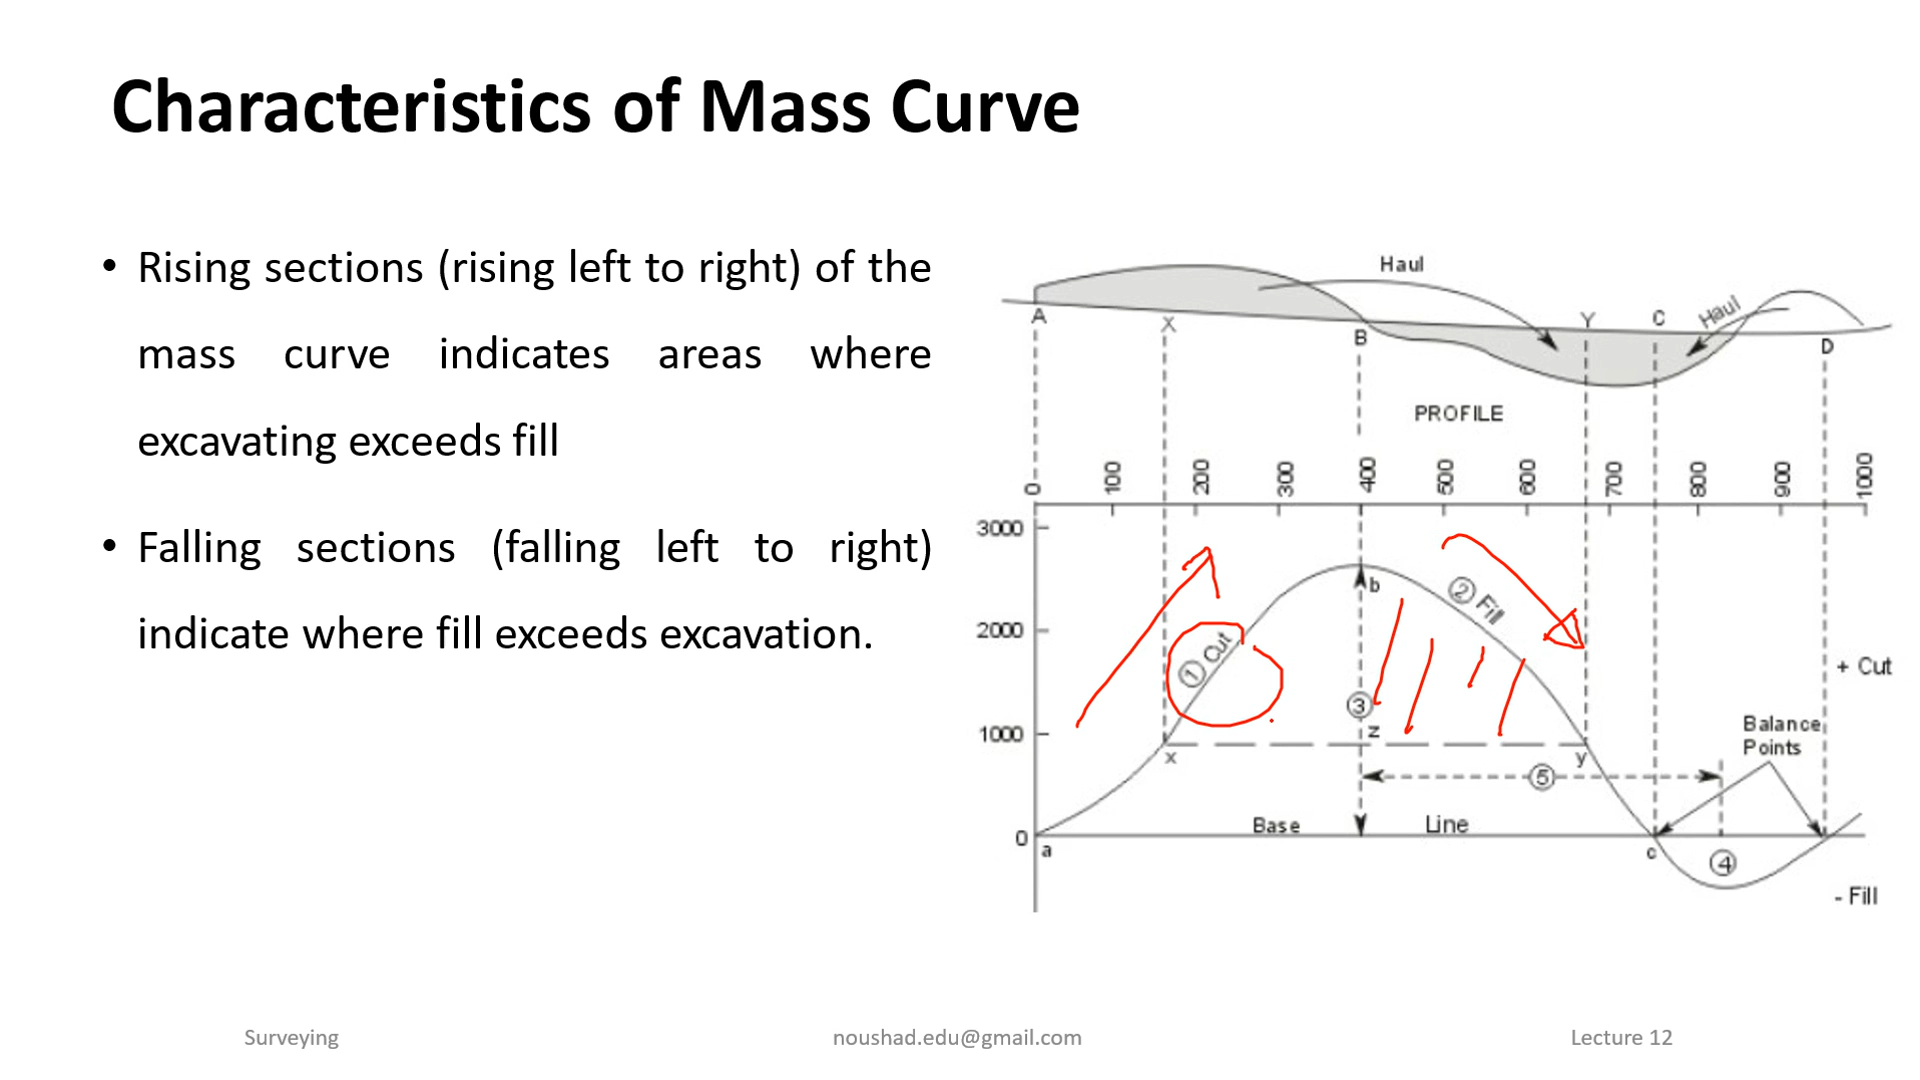 Characteristics of Mass Curve
• Rising sections (rising left to right) of the
mass curve indicates areas where
excavating exceeds fill
• Falling sections (falling left to right)
indicate where fill exceeds excavation.
Haul
Haul
A
X
B
Y
C
D
PROFILE
0
100
200
300
400
500
600
700
800
900
1000
3000
2000
1000
0
b
② Fill
① Cut
③
z
x
y
⑤
+ Cut
Balance
Points
Base
Line
a
c
④
- Fill
Surveying
noushad.edu@gmail.com
Lecture 12